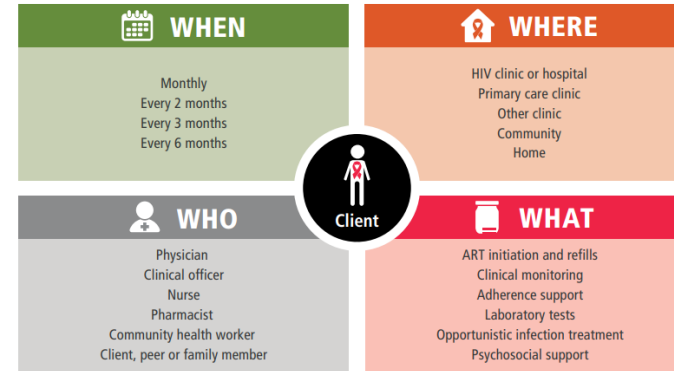 WHEN
Monthly
Every 2 months
Every 3 months
Every 6 months
WHERE
HIV clinic or hospital
Primary care clinic
Other clinic
Community
Home
Client
WHO
Physician
Clinical officer
Nurse
Pharmacist
Community health worker
Client, peer or family member
WHAT
ART initiation and refills
Clinical monitoring
Adherence support
Laboratory tests
Opportunistic infection treatment
Psychosocial support